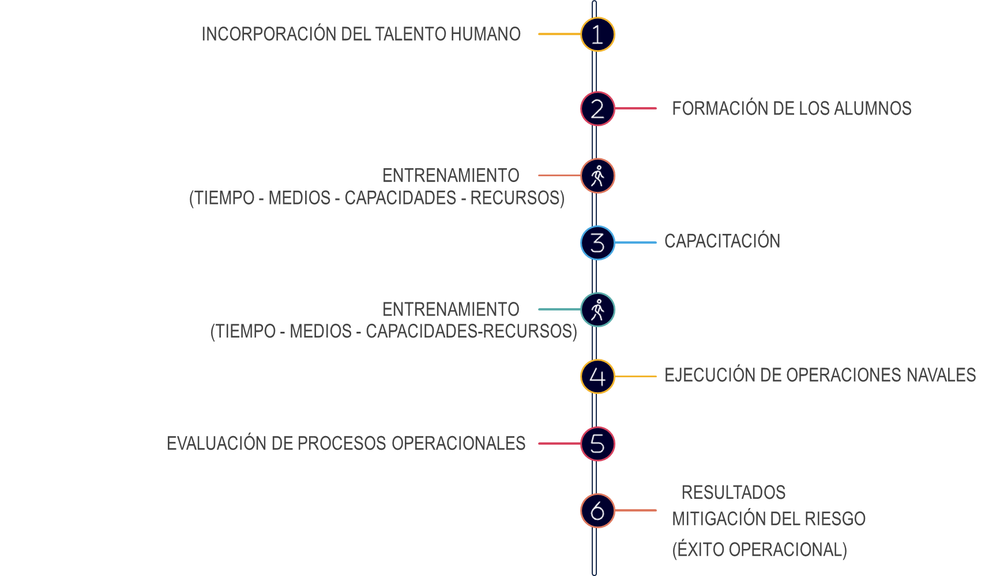 INCORPORACIÓN DEL TALENTO HUMANO
1
2
FORMACIÓN DE LOS ALUMNOS
ENTRENAMIENTO
(TIEMPO - MEDIOS - CAPACIDADES - RECURSOS)
3
CAPACITACIÓN
ENTRENAMIENTO
(TIEMPO - MEDIOS - CAPACIDADES-RECURSOS)
4
EJECUCIÓN DE OPERACIONES NAVALES
EVALUACIÓN DE PROCESOS OPERACIONALES
5
6
RESULTADOS
MITIGACIÓN DEL RIESGO
(ÉXITO OPERACIONAL)